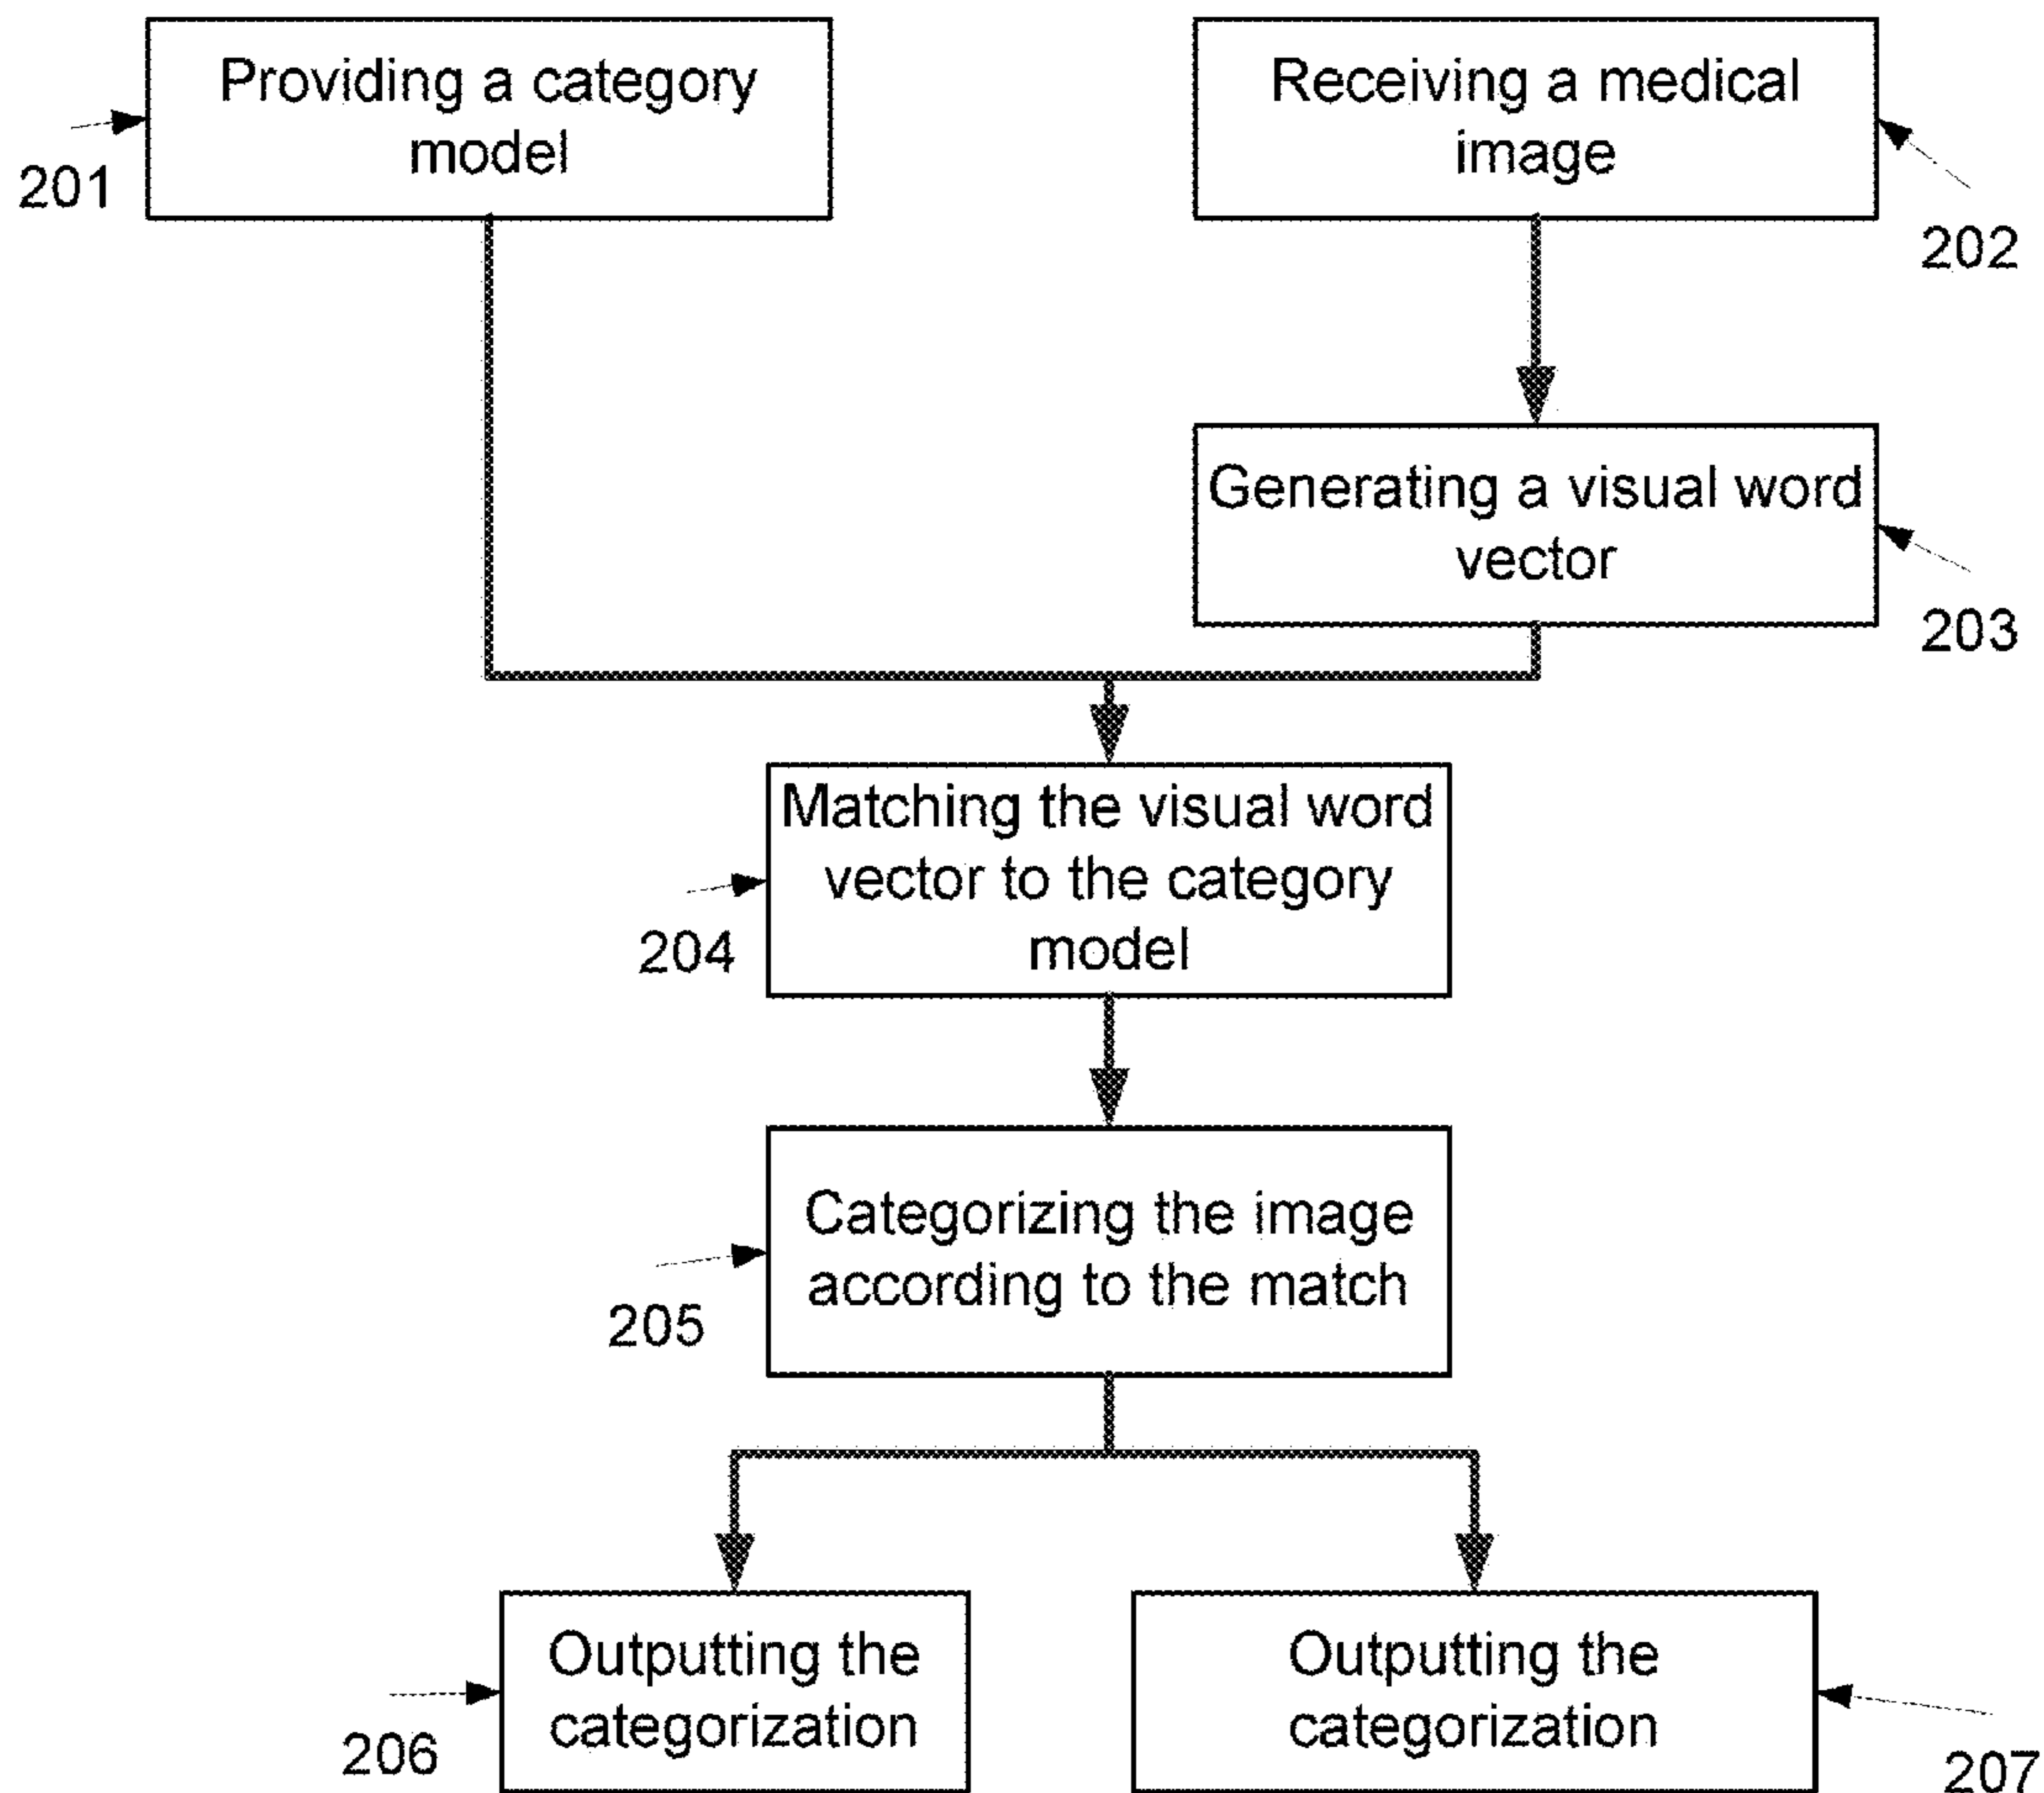 Providing a category
model
201
Receiving a medical
image
202
Generating a visual word
vector
203
Matching the visual word
vector to the category
model
204
Categorizing the image
according to the match
205
Outputting the
categorization
206
Outputting the
categorization
207